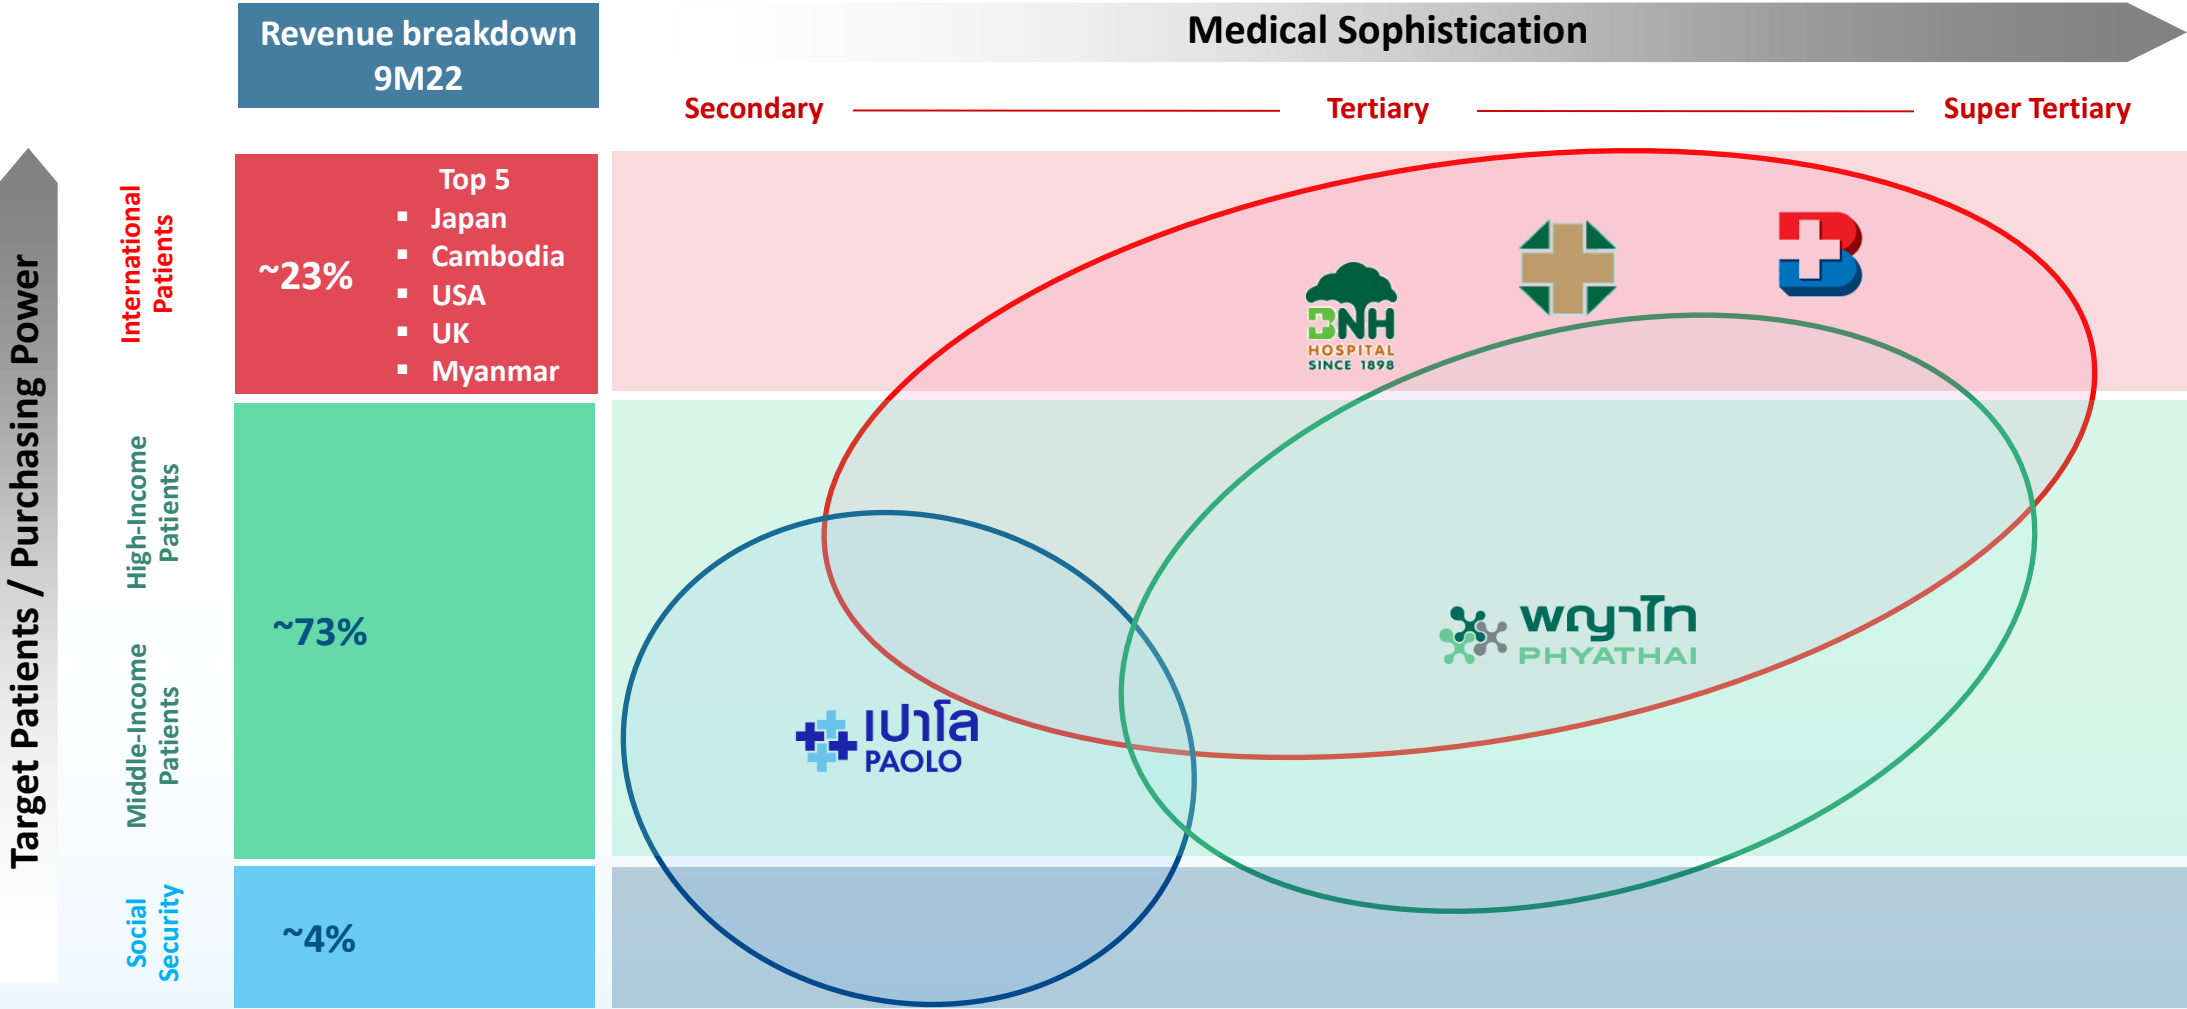 Revenue breakdown
9M22
Medical Sophistication
Secondary
Tertiary
Super Tertiary
Target Patients / Purchasing Power
International
Patients
~23%
Top 5
▪ Japan
▪ Cambodia
▪ USA
▪ UK
▪ Myanmar
BNH
HOSPITAL
SINCE 1898
B
High-Income
Patients
Middle-Income
Patients
~73%
พญาไท
PHYATHAI
เปาโล
PAOLO
Social
Security
~4%